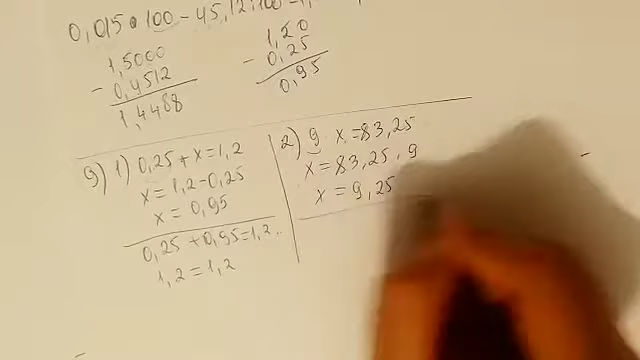 0,015 • 100 - 45,12:100
1,5000
- 0,4512
1,4488
1,20
- 0,25
0,95
9) 1) 0,25 + x = 1,2
x = 1,2 - 0,25
x = 0,95
0,25 + 0,95 = 1,2
1,2 = 1,2
2) 9 x = 83,25
x = 83,25 . 9
x = 9,25